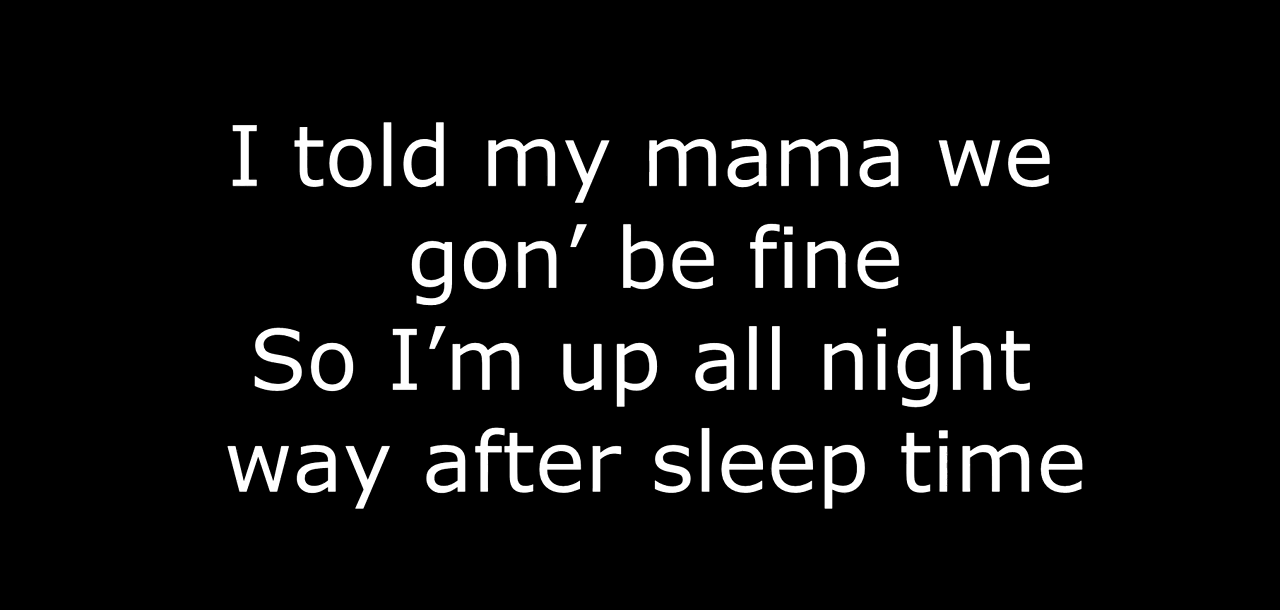 I told my mama we
gon’ be fine
So I’m up all night
way after sleep time